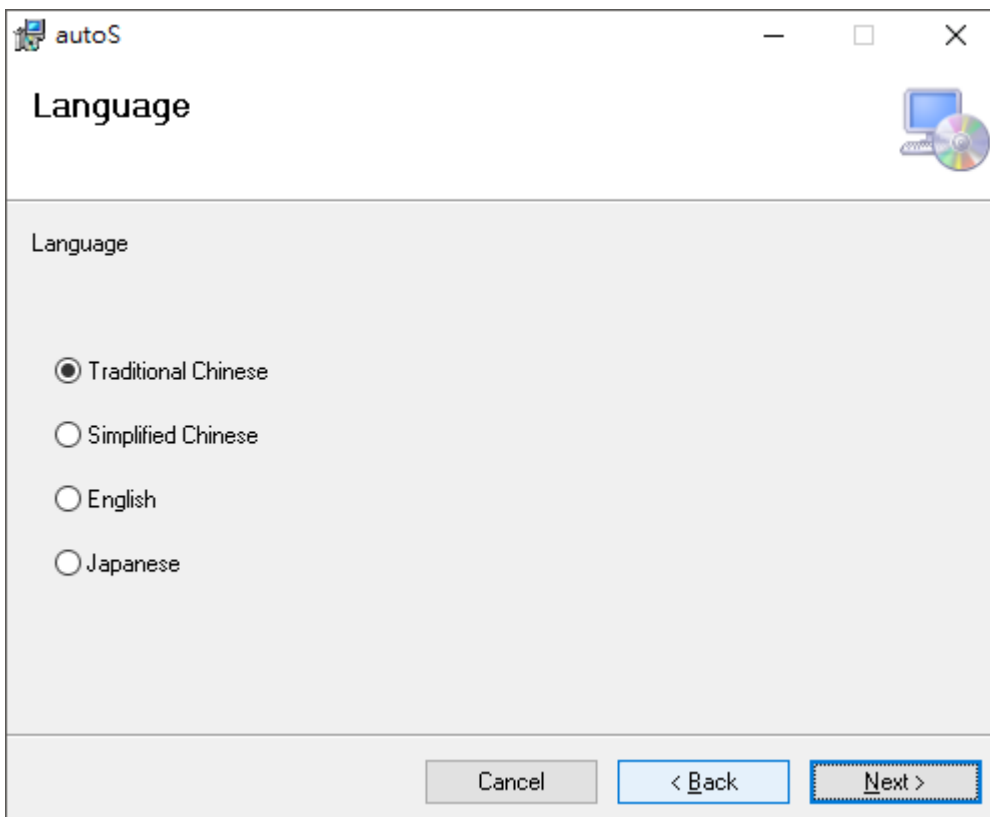 autoS
Language
Language
Traditional Chinese
Simplified Chinese
English
Japanese
Cancel
< Back
Next >